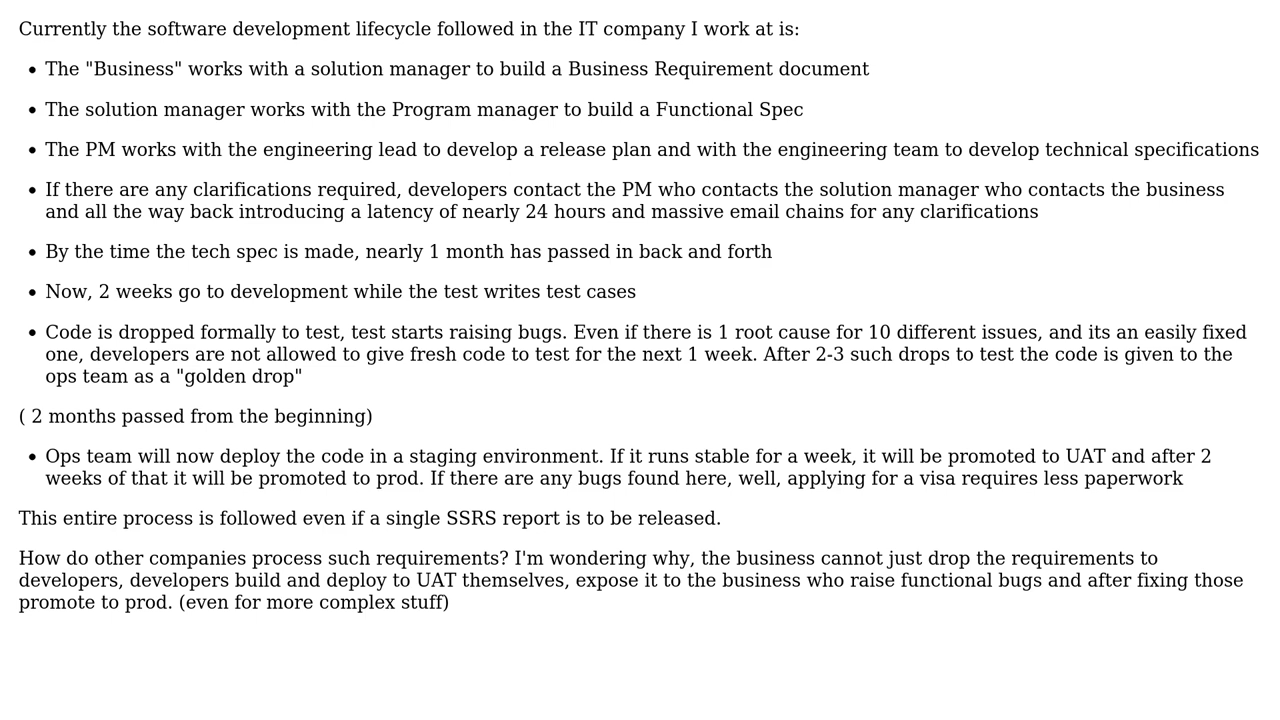 Currently the software development lifecycle followed in the IT company I work at is:
• The "Business" works with a solution manager to build a Business Requirement document
• The solution manager works with the Program manager to build a Functional Spec
• The PM works with the engineering lead to develop a release plan and with the engineering team to develop technical specifications
• If there are any clarifications required, developers contact the PM who contacts the solution manager who contacts the business
and all the way back introducing a latency of nearly 24 hours and massive email chains for any clarifications
• By the time the tech spec is made, nearly 1 month has passed in back and forth
• Now, 2 weeks go to development while the test writes test cases
• Code is dropped formally to test, test starts raising bugs. Even if there is 1 root cause for 10 different issues, and its an easily fixed
one, developers are not allowed to give fresh code to test for the next 1 week. After 2-3 such drops to test the code is given to the
ops team as a "golden drop"
( 2 months passed from the beginning)
• Ops team will now deploy the code in a staging environment. If it runs stable for a week, it will be promoted to UAT and after 2
weeks of that it will be promoted to prod. If there are any bugs found here, well, applying for a visa requires less paperwork
This entire process is followed even if a single SSRS report is to be released.
How do other companies process such requirements? I'm wondering why, the business cannot just drop the requirements to
developers, developers build and deploy to UAT themselves, expose it to the business who raise functional bugs and after fixing those
promote to prod. (even for more complex stuff)